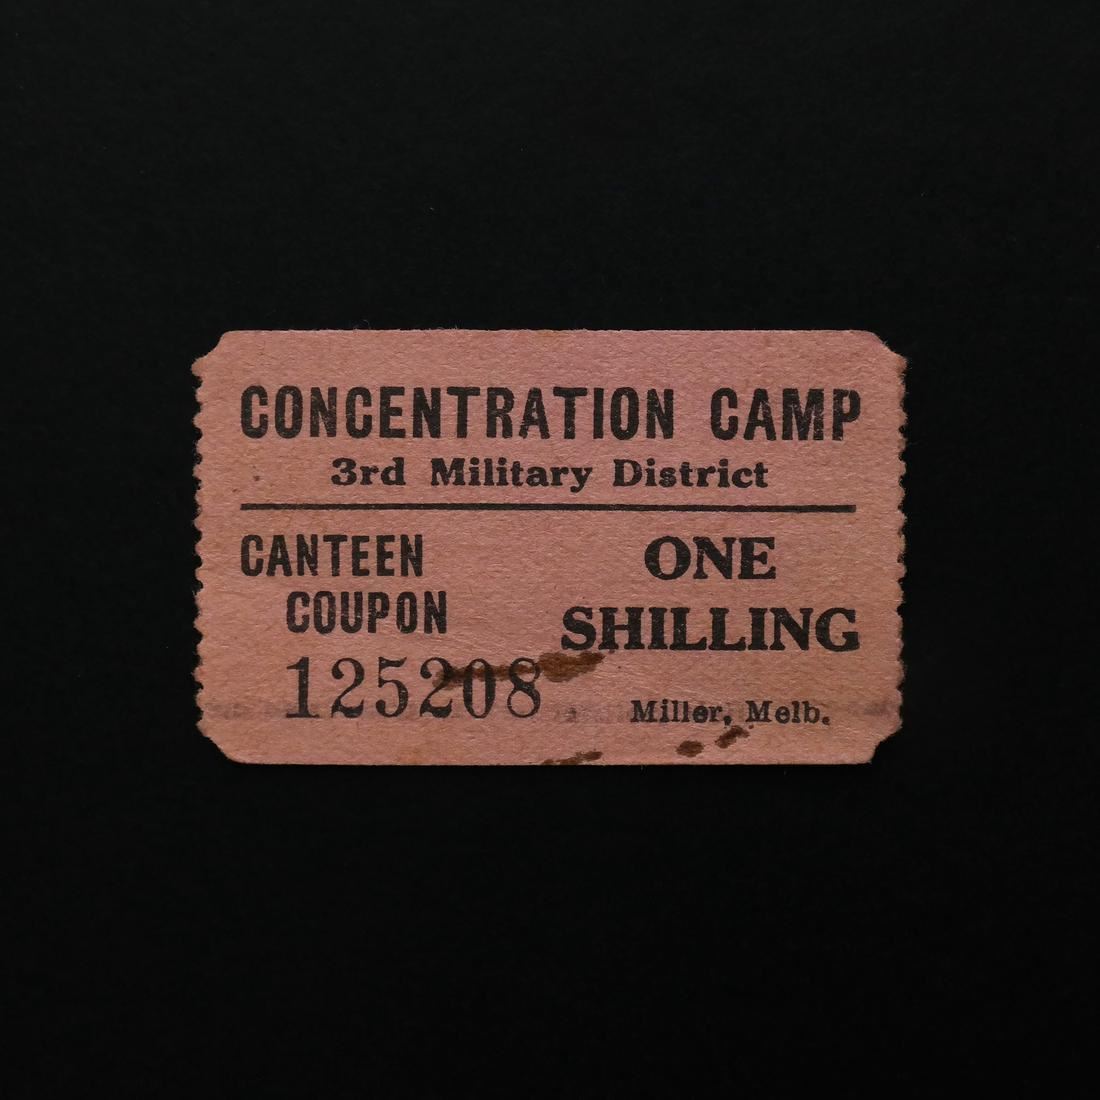 CONCENTRATION CAMP
3rd Military District
CANTEEN
COUPON
125208
ONE
SHILLING
Miller, Melb.